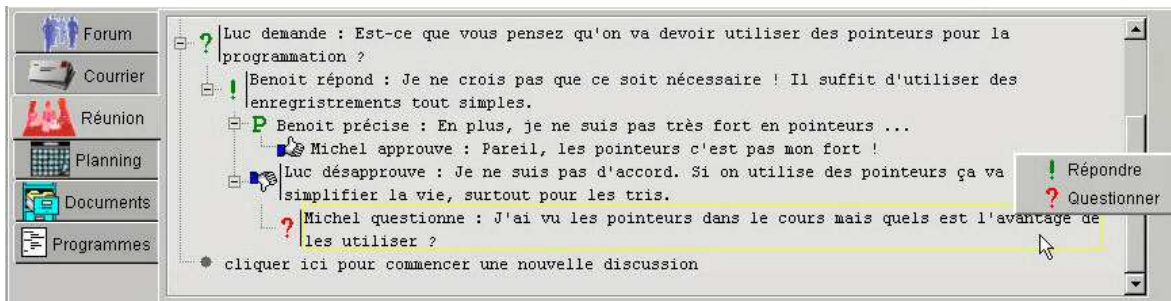 Forum
Courrier
Réunion
Planning
Documents
Programmes
Luc demande : Est-ce que vous pensez qu'on va devoir utiliser des pointeurs pour la
programmation ?
Benoit répond : Je ne crois pas que ce soit nécessaire ! Il suffit d'utiliser des
enregristrements tout simples.
P Benoit précise : En plus, je ne suis pas très fort en pointeurs ...
Michel approuve : Pareil, les pointeurs c'est pas mon fort !
Luc désapprouve : Je ne suis pas d'accord. Si on utilise des pointeurs ça va
simplifier la vie, surtout pour les tris.
Michel questionne : J'ai vu les pointeurs dans le cours mais quels est l'avantage de
les utiliser ?
cliquer ici pour commencer une nouvelle discussion
! Répondre
? Questionner